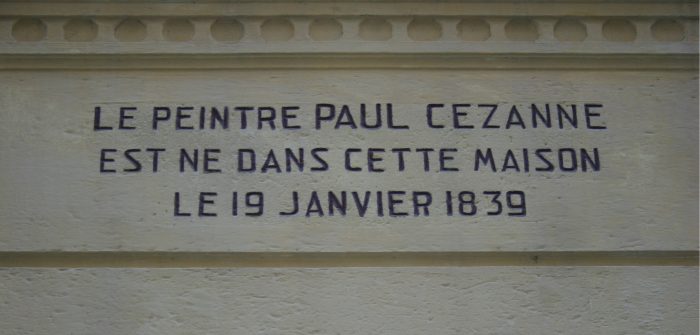 LE PEINTRE PAUL CEZANNE
EST NE DANS CETTE MAISON
LE 19 JANVIER 1839